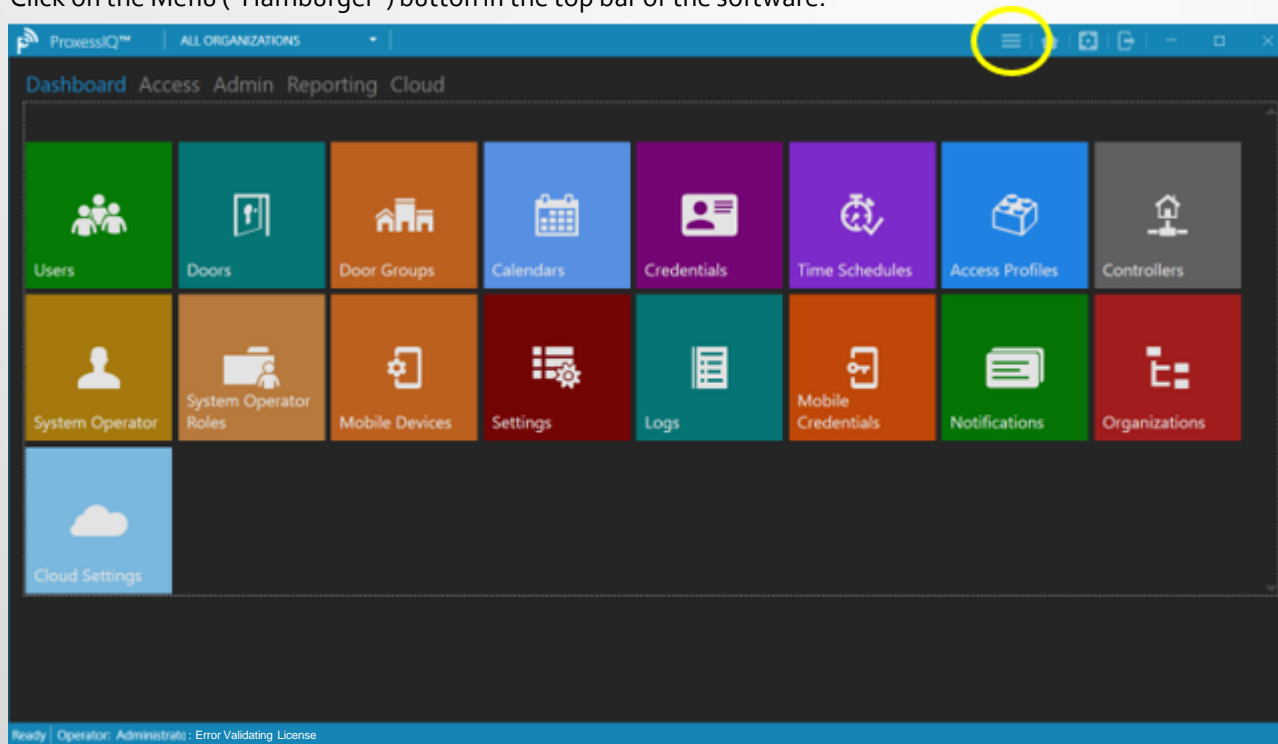 Click on the Menu ("Hamburger") button in the top bar of the software.
ProxessIQ™ ALL ORGANIZATIONS
Dashboard Access Admin Reporting Cloud
Users Doors Door Groups Calendars Credentials Time Schedules Access Profiles Controllers
System Operator System Operator Roles Mobile Devices Settings Logs Mobile Credentials Notifications Organizations
Cloud Settings
Ready Operator: Administrato : Error Validating License